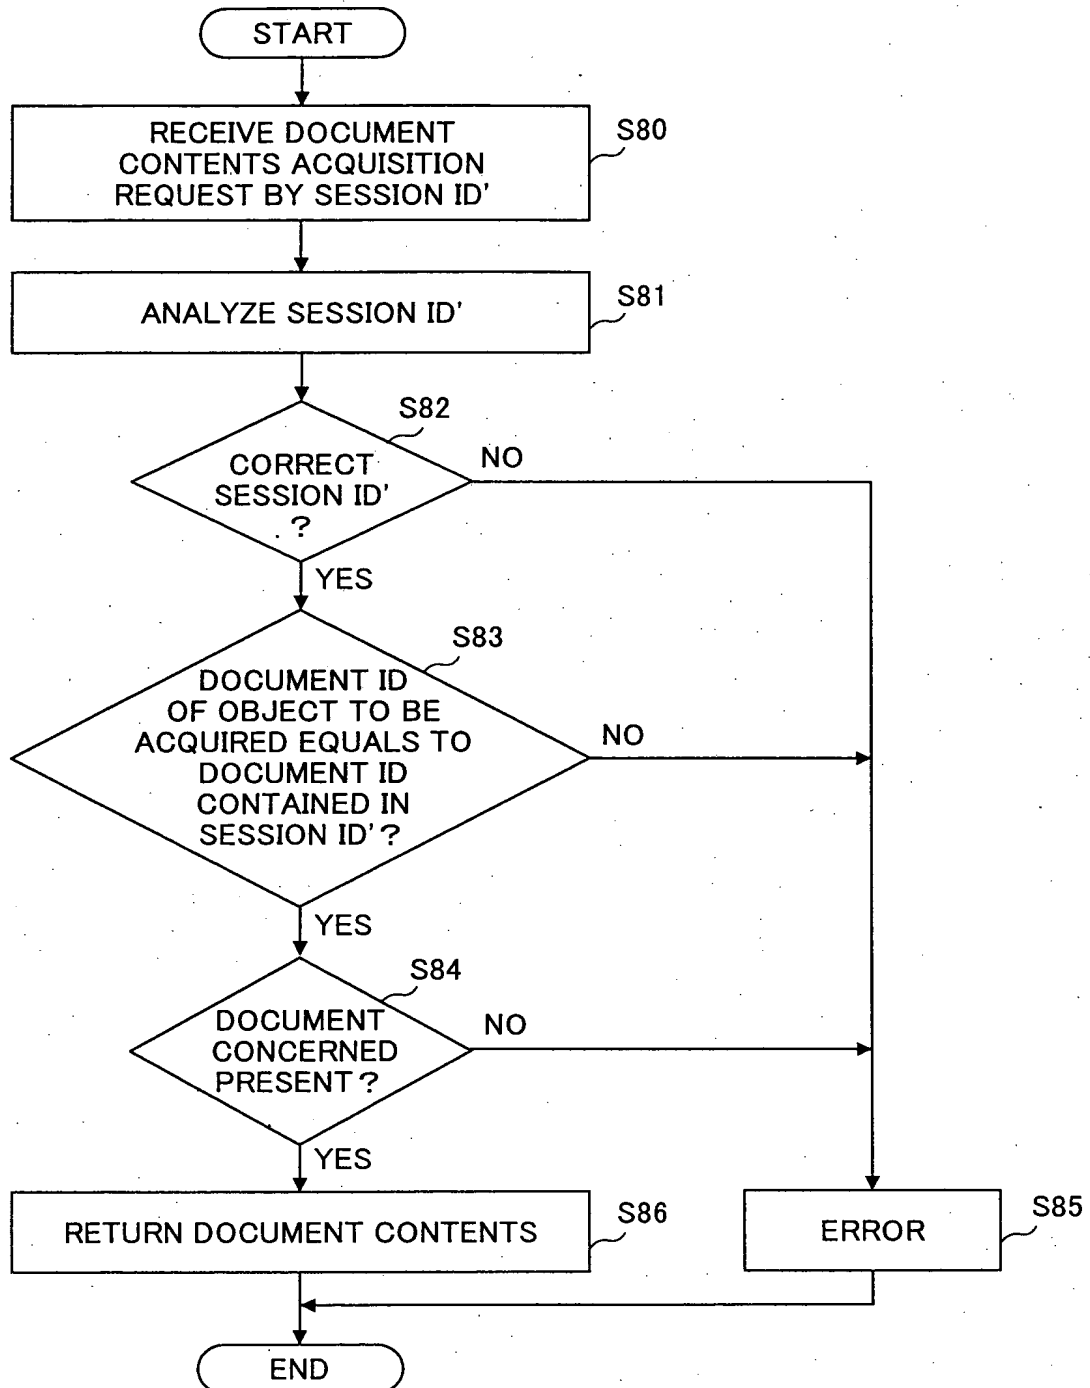 START
RECEIVE DOCUMENT
CONTENTS ACQUISITION
REQUEST BY SESSION ID'
S80
ANALYZE SESSION ID'
S81
S82
CORRECT
SESSION ID'
?
NO
YES
S83
DOCUMENT ID
OF OBJECT TO BE
ACQUIRED EQUALS TO
DOCUMENT ID
CONTAINED IN
SESSION ID'?
NO
YES
S84
DOCUMENT
CONCERNED
PRESENT?
NO
YES
RETURN DOCUMENT CONTENTS
S86
ERROR
S85
END